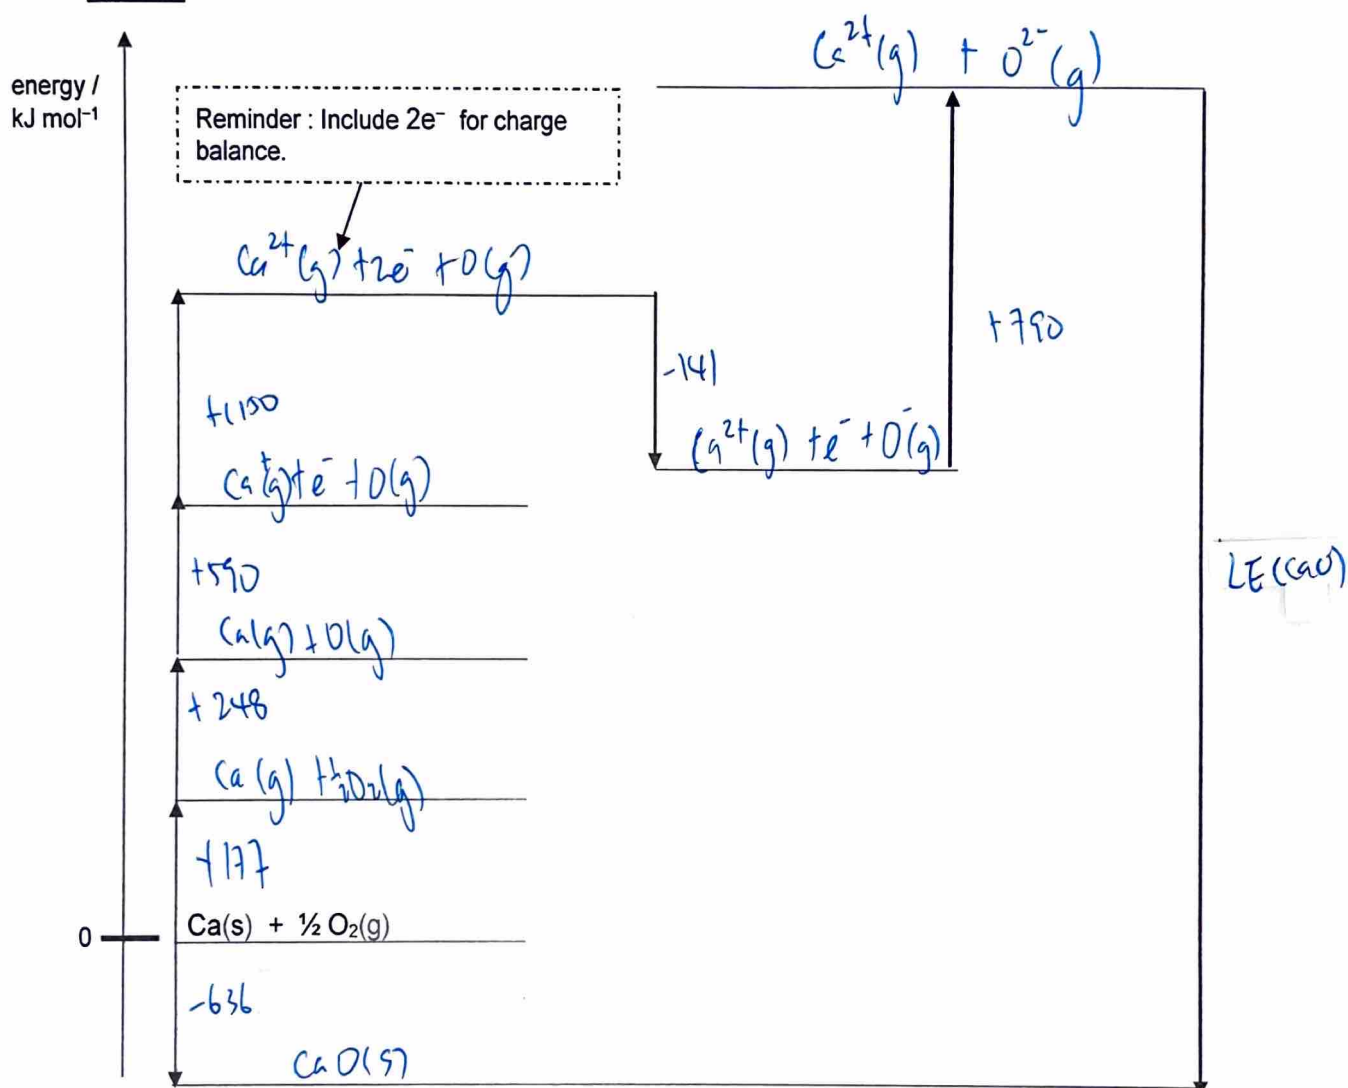 Ca²⁺(g) + O²⁻(g)
energy /
kJ mol⁻¹
Reminder : Include 2e⁻ for charge
balance.
Ca²⁺(g) +2e⁻ +O(g)
+790
-141
+1150
Ca²⁺(g) +e⁻ +O⁻(g)
Ca⁺(g)+e⁻ +O(g)
+590
LE(CaO)
Ca(g) + O(g)
+ 248
Ca (g) +½O₂(g)
+177
0
Ca(s) + ½ O₂(g)
-636
CaO(s)